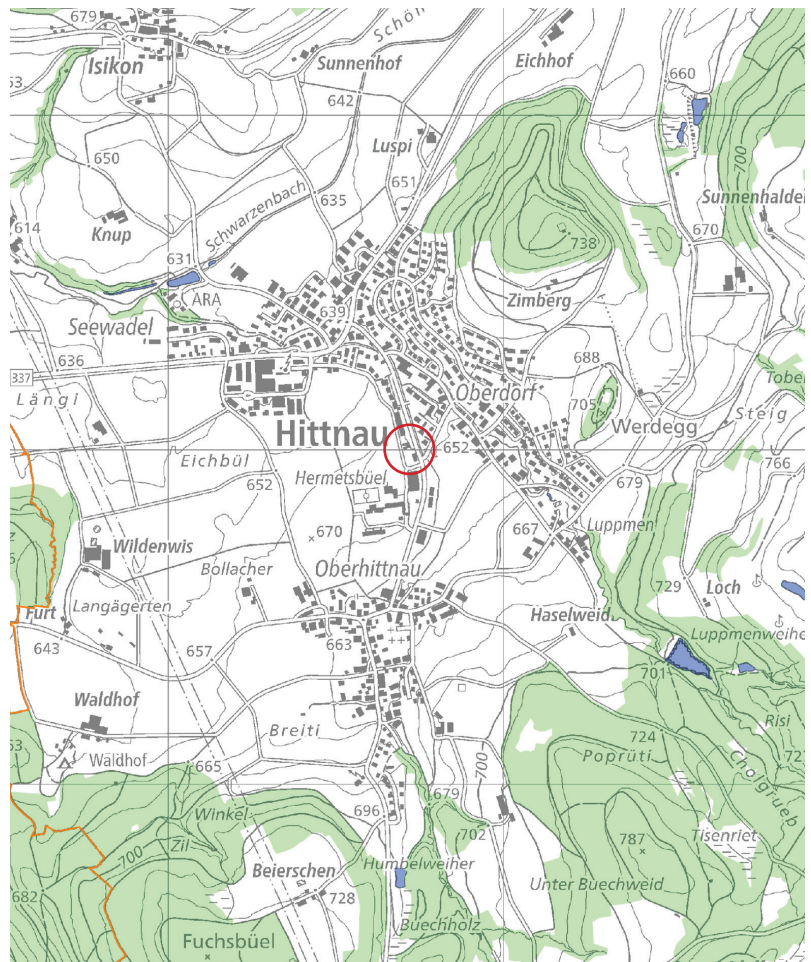 679
Isikon
Sunnenhof
Schön
Eichhof
660
642
Luspi
700
650
651
635
Sunnenhalde
614
Knup
Schwarzenbach
738
670
631
ARA
Zimberg
Seewadel
639
636
688
337
Längi
Oberdorf
705
Tobe
Werdegg
Steig
Hittnau
652
Eichbül
652
766
Hermetsbüel
679
670
667
Luppmen
Wildenwis
Bollacher
Oberhittnau
729
Loch
Langägerten
Furt
Haselweid
Luppmenweihe
643
663
657
701
Waldhof
Risi
Breiti
724
Waldhof
Poprüti
700
665
Cholgrueb
679
Winkel
696
702
Tisenriet
700
Zil
787
Beierschen
Humbelweiher
682
728
Unter Buechweid
Buechholz
Fuchsbüel